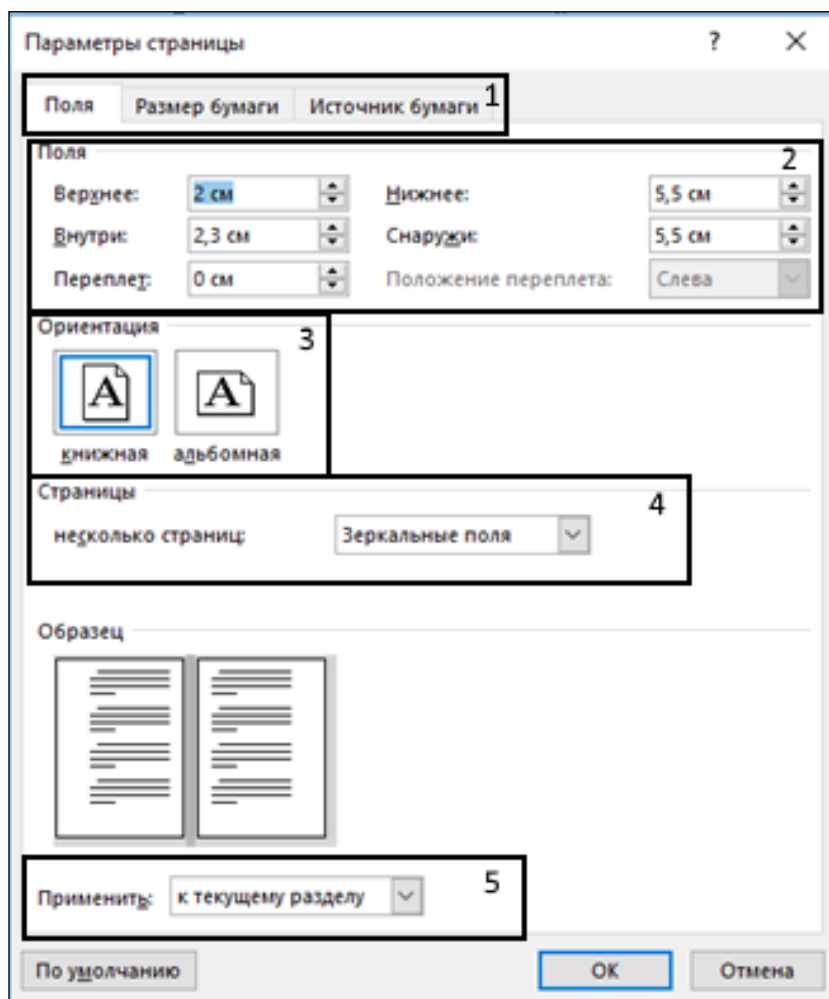 Параметры страницы ? ×
Поля Размер бумаги Источник бумаги 1
Поля 2
Верхнее: 2 см Нижнее: 5,5 см
Внутри: 2,3 см Снаружи: 5,5 см
Переплет: 0 см Положение переплета: Слева
Ориентация 3
A A
книжная альбомная
Страницы 4
несколько страниц: Зеркальные поля
Образец
Применить: к текущему разделу 5
По умолчанию ОК Отмена